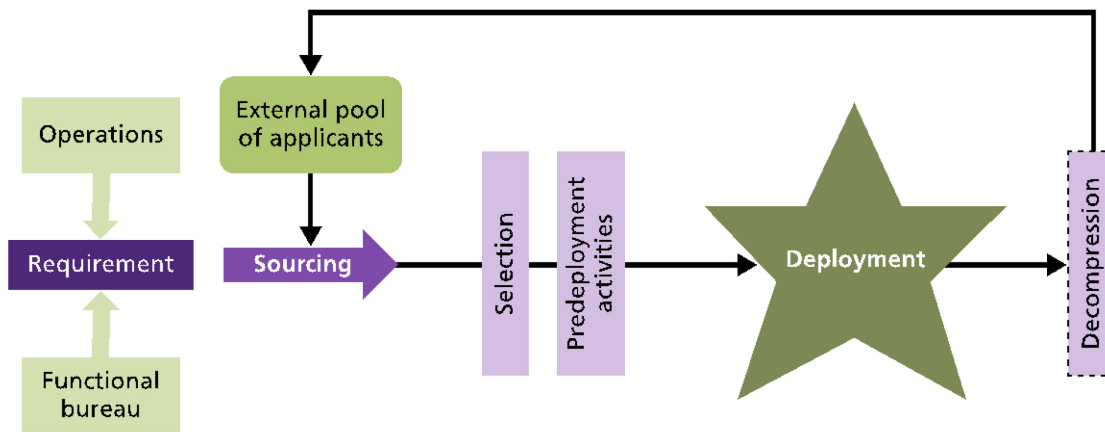 Operations
Requirement
Functional
bureau
External pool
of applicants
Sourcing
Selection
Predeployment
activities
Deployment
Decompression